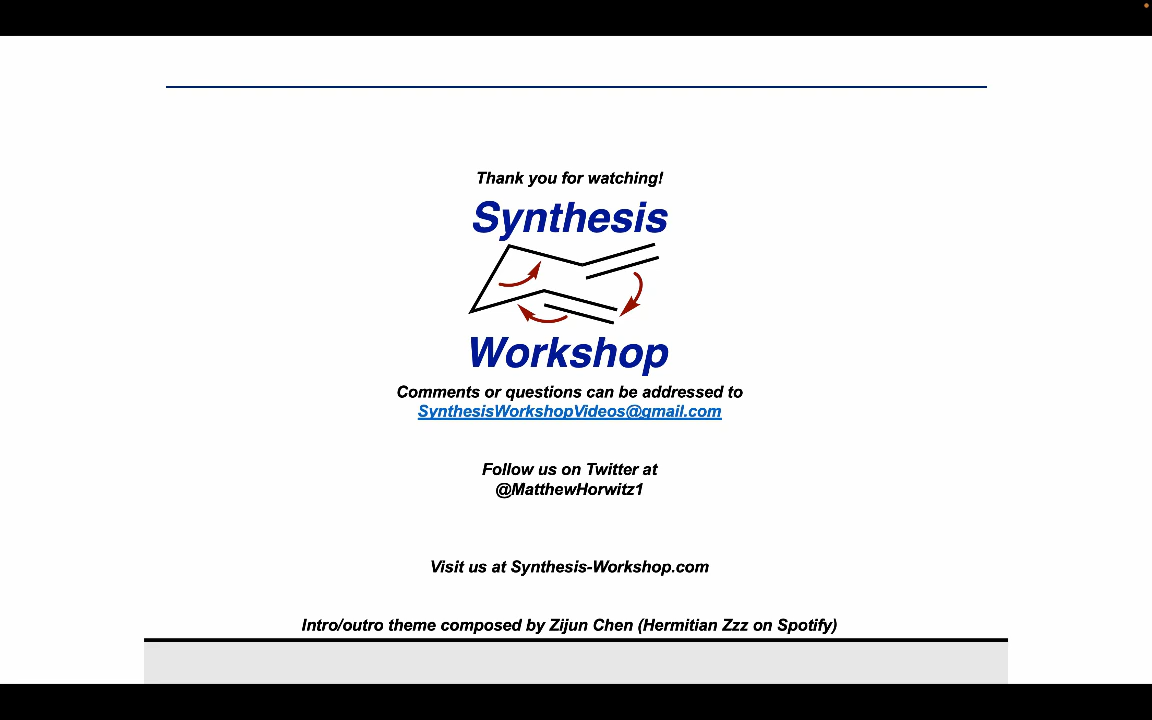 Thank you for watching!
Synthesis
Workshop
Comments or questions can be addressed to
SynthesisWorkshopVideos@gmail.com
Follow us on Twitter at
@MatthewHorwitz1
Visit us at Synthesis-Workshop.com
Intro/outro theme composed by Zijun Chen (Hermitian Zzz on Spotify)